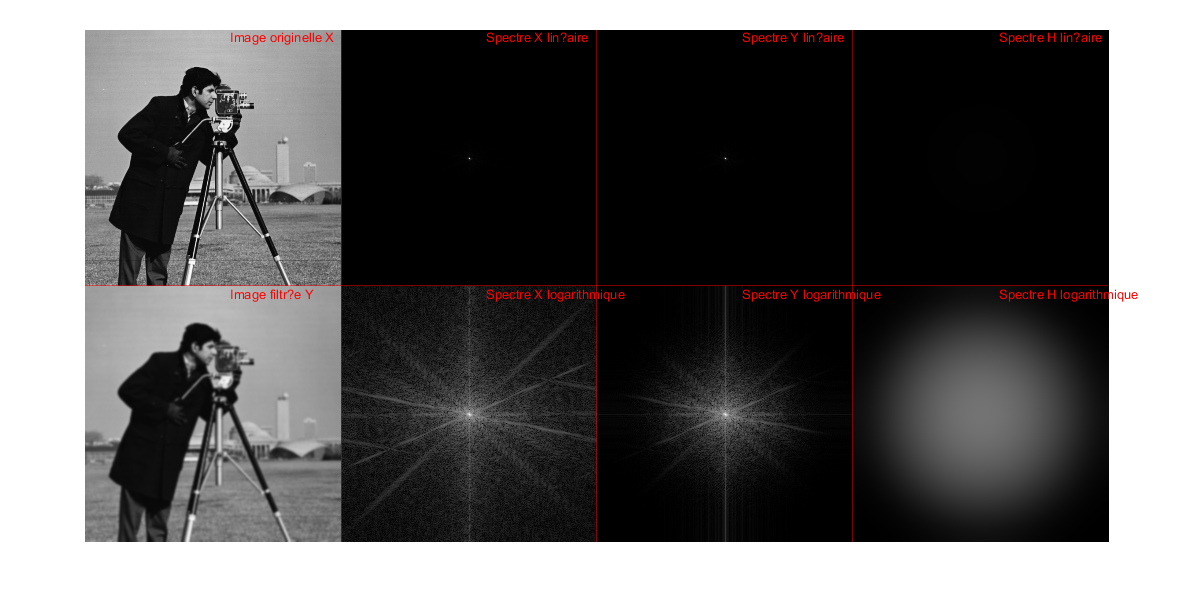 Image originelle X
Spectre X lin?aire
Spectre Y lin?aire
Spectre H lin?aire
Image filtr?e Y
Spectre X logarithmique
Spectre Y logarithmique
Spectre H logarithmique